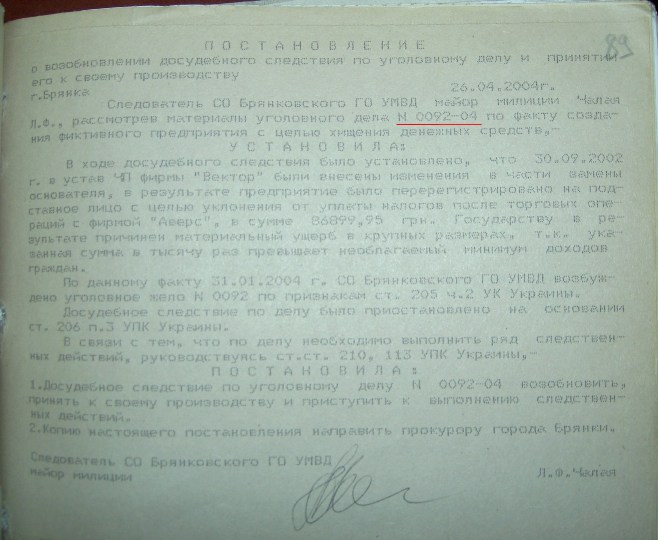 89
ПОСТАНОВЛЕНИЕ
о возобновлении досудебного следствия по уголовному делу и принятии
его к своему производству
г.Брянка 26.04.2004г.
Следователь СО Брянковского ГО УМВД майор милиции Чалая
Л.Ф., рассмотрев материалы уголовного дела N 0092-04 по факту созда-
ния фиктивного предприятия с целью хищения денежных средств,-
УСТАНОВИЛА:
В ходе досудебного следствия было установлено, что 30.09.2002
г. в устав ЧП фирмы "Вектор" были внесены изменения в части замены
основателя, в результате предприятие было перерегистрировано на под-
ставное лицо с целью уклонения от уплаты налогов после торговых опе-
раций с фирмой "Аверс", в сумме 86899,95 грн. Государству в ре-
зультате причинен материальный ущерб в крупных размерах, т.к. ука-
занная сумма в тысячу раз превышает необлагаемый минимум доходов
граждан.
По данному факту 31.01.2004 г. СО Брянковского ГО УМВД возбуж-
дено уголовное жело N 0092 по признакам ст. 205 ч.2 УК Украины.
Досудебное следствие по делу было приостановлено на основании
ст. 206 п.3 УПК Украины.
В связи с тем, что по делу необходимо выполнить ряд следствен-
ных действий, руководствуясь ст.ст. 210, 113 УПК Украины,-
ПОСТАНОВИЛА:
1.Досудебное следствие по уголовному делу N 0092-04 возобновить,
принять к своему производству и приступить к выполнению следствен-
ных действий.
2.Копию настоящего постановления направить прокурору города Брянки.
Следователь СО Брянковского ГО УМВД
майор милиции Л.Ф.Чалая